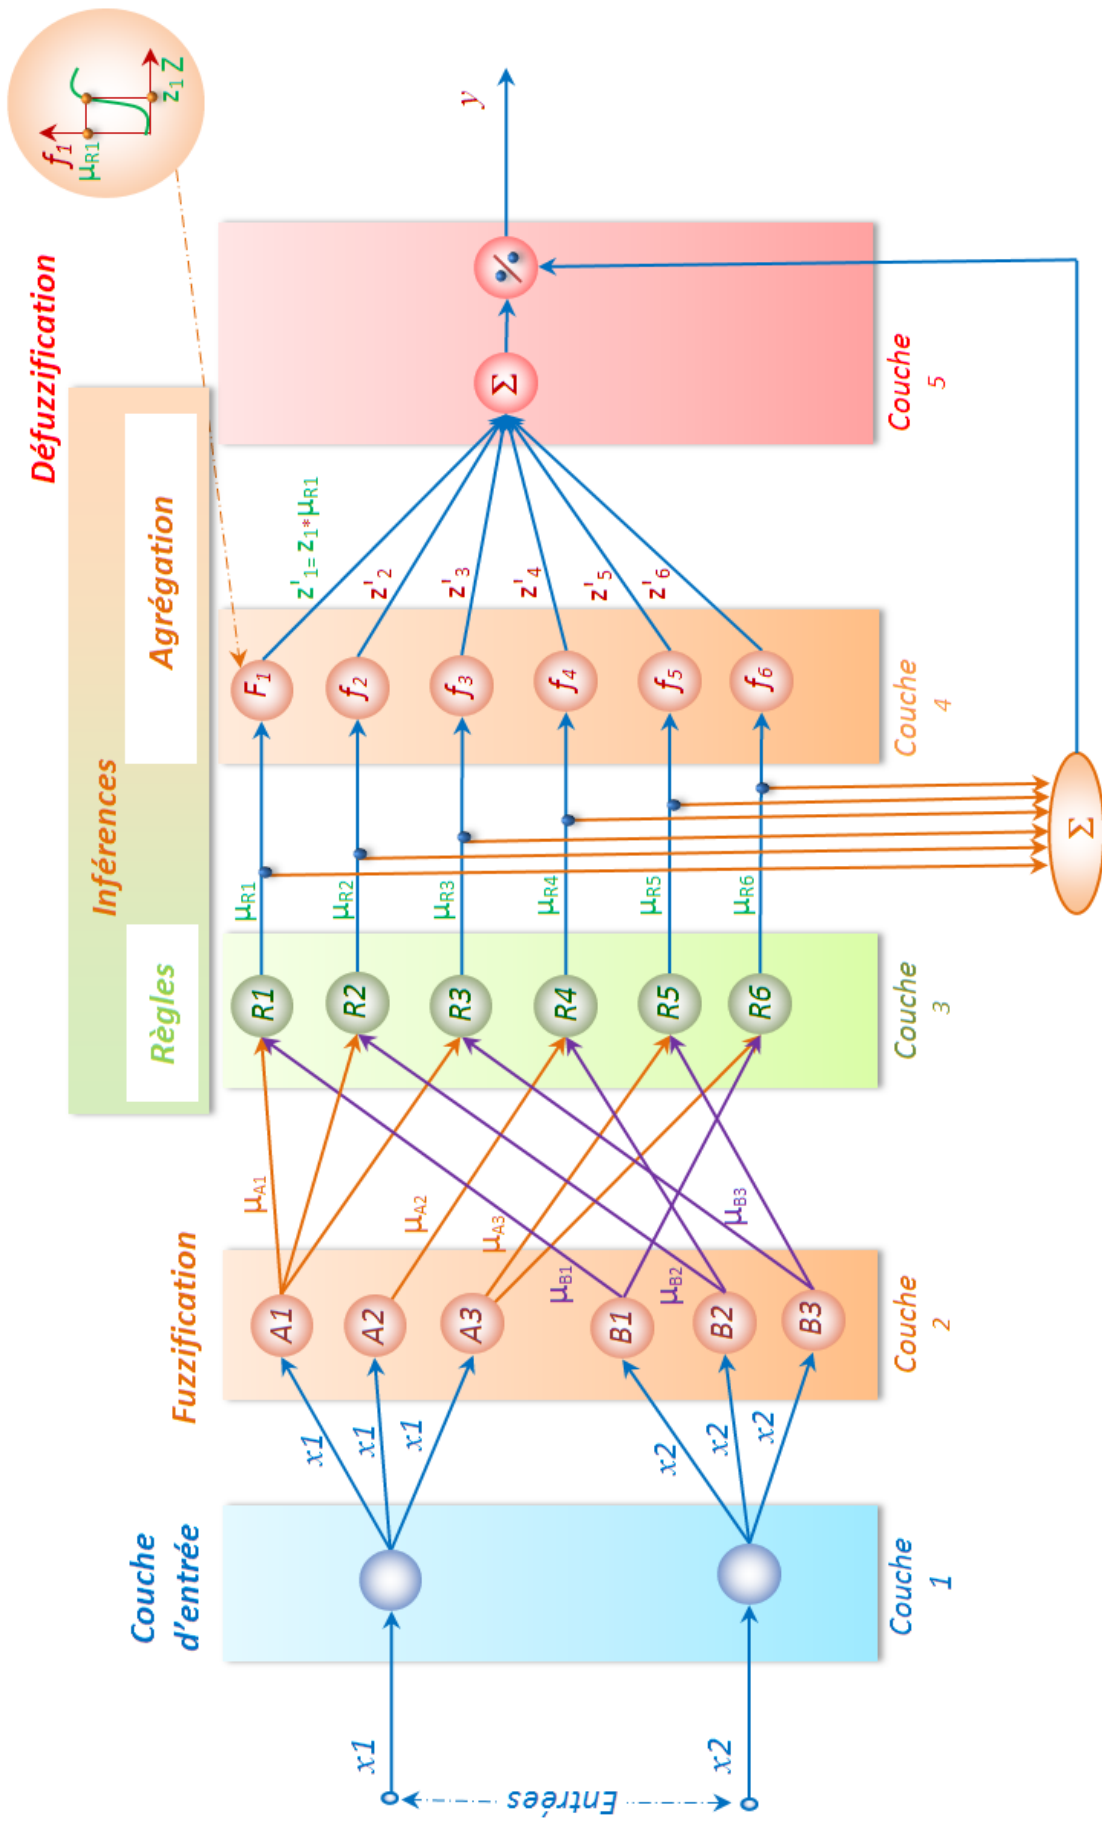 Couche
d'entrée
Fuzzification
Inférences
Règles
Agrégation
Défuzzification
f1
μR1
z1 Z
Entrées
x1
x2
x1
x1
x1
x2
x2
x2
A1
A2
A3
B1
B2
B3
μA1
μA2
μA3
μB1
μB2
μB3
R1
R2
R3
R4
R5
R6
μR1
μR2
μR3
μR4
μR5
μR6
F1
f2
f3
f4
f5
f6
z'1= z1*μR1
z'2
z'3
z'4
z'5
z'6
Σ
%
y
Σ
Couche
1
Couche
2
Couche
3
Couche
4
Couche
5